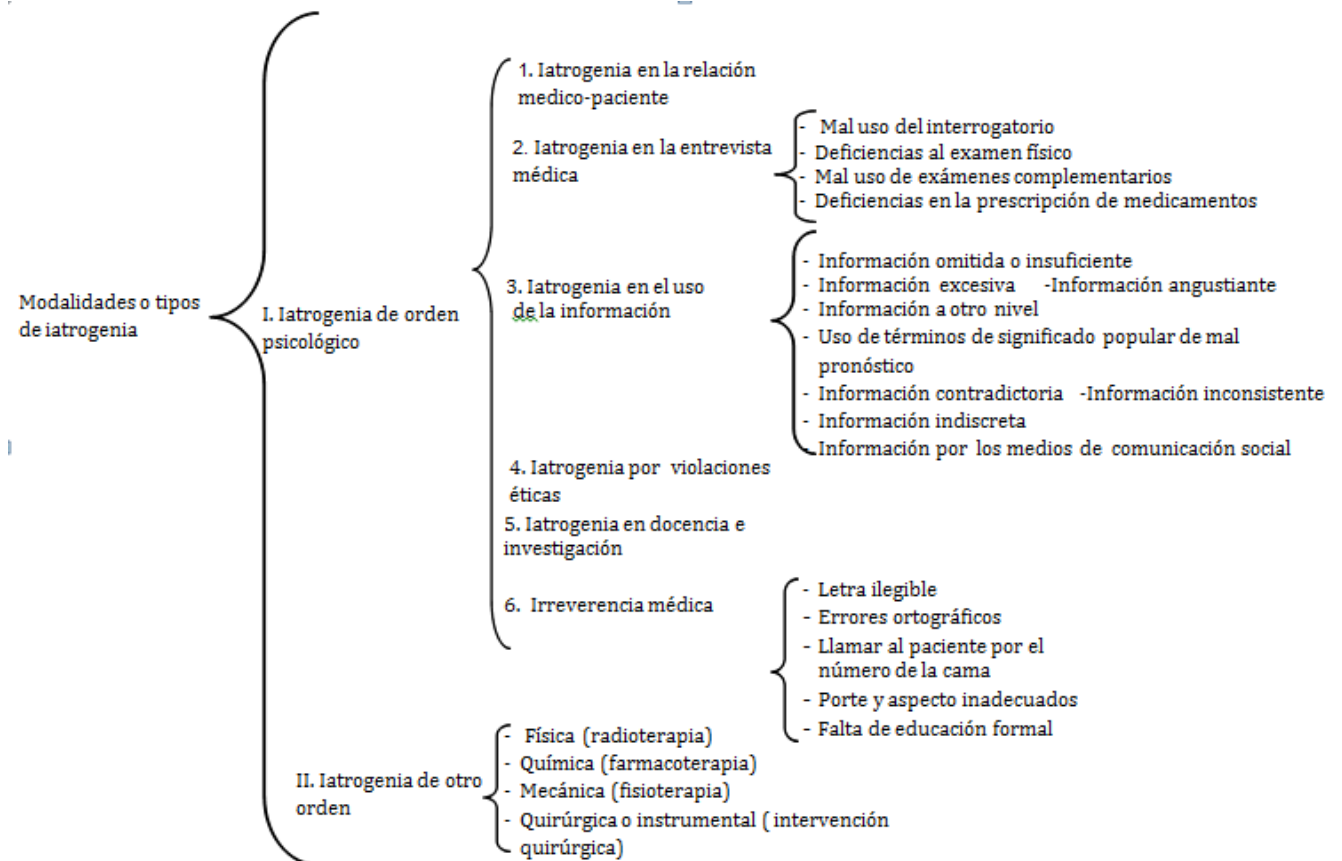 Modalidades o tipos
de iatrogenia
I. Iatrogenia de orden
psicológico
1. Iatrogenia en la relación
medico-paciente
2. Iatrogenia en la entrevista
médica
- Mal uso del interrogatorio
- Deficiencias al examen físico
- Mal uso de exámenes complementarios
- Deficiencias en la prescripción de medicamentos
3. Iatrogenia en el uso
de la información
- Información omitida o insuficiente
- Información excesiva -Información angustiante
- Información a otro nivel
- Uso de términos de significado popular de mal
pronóstico
- Información contradictoria -Información inconsistente
- Información indiscreta
- Información por los medios de comunicación social
4. Iatrogenia por violaciones
éticas
5. Iatrogenia en docencia e
investigación
6. Irreverencia médica
- Letra ilegible
- Errores ortográficos
- Llamar al paciente por el
número de la cama
- Porte y aspecto inadecuados
- Falta de educación formal
II. Iatrogenia de otro
orden
- Física (radioterapia)
- Química (farmacoterapia)
- Mecánica (fisioterapia)
- Quirúrgica o instrumental ( intervención
quirúrgica)